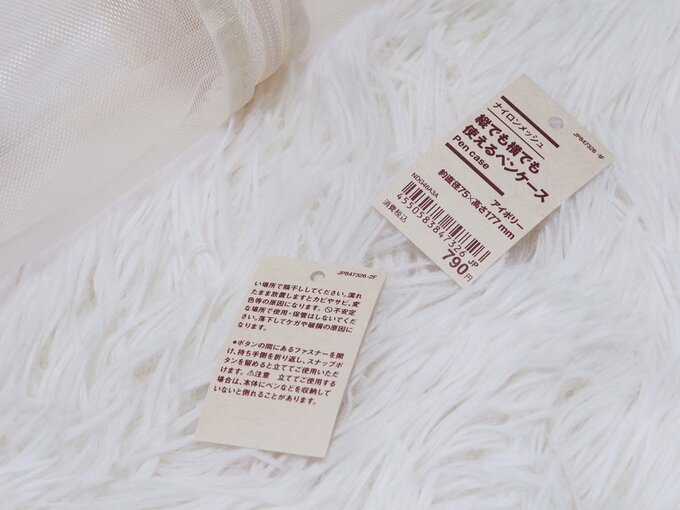 JP847326-1F
ナイロンメッシュ
縦でも横でも
使えるペンケース
Pen case
アイボリー
約直径75×高さ177mm
NDG46A3A
4550583847326 JP
消費税込 790円
JP847326-2F
い場所で陰干ししてください。濡れ
たまま放置しますとカビやサビ、変
色等の原因になります。🚫不安定
な場所で使用・保管はしないでくだ
さい。落下してケガや破損の原因に
なります。
●ボタンの間にあるファスナーを開
け、持ち手側を折り返し、スナップボ
タンを留めると立ててご使用いただ
けます。⚠注意 立ててご使用する
場合は、本体にペンなどを収納して
いないと倒れることがあります。